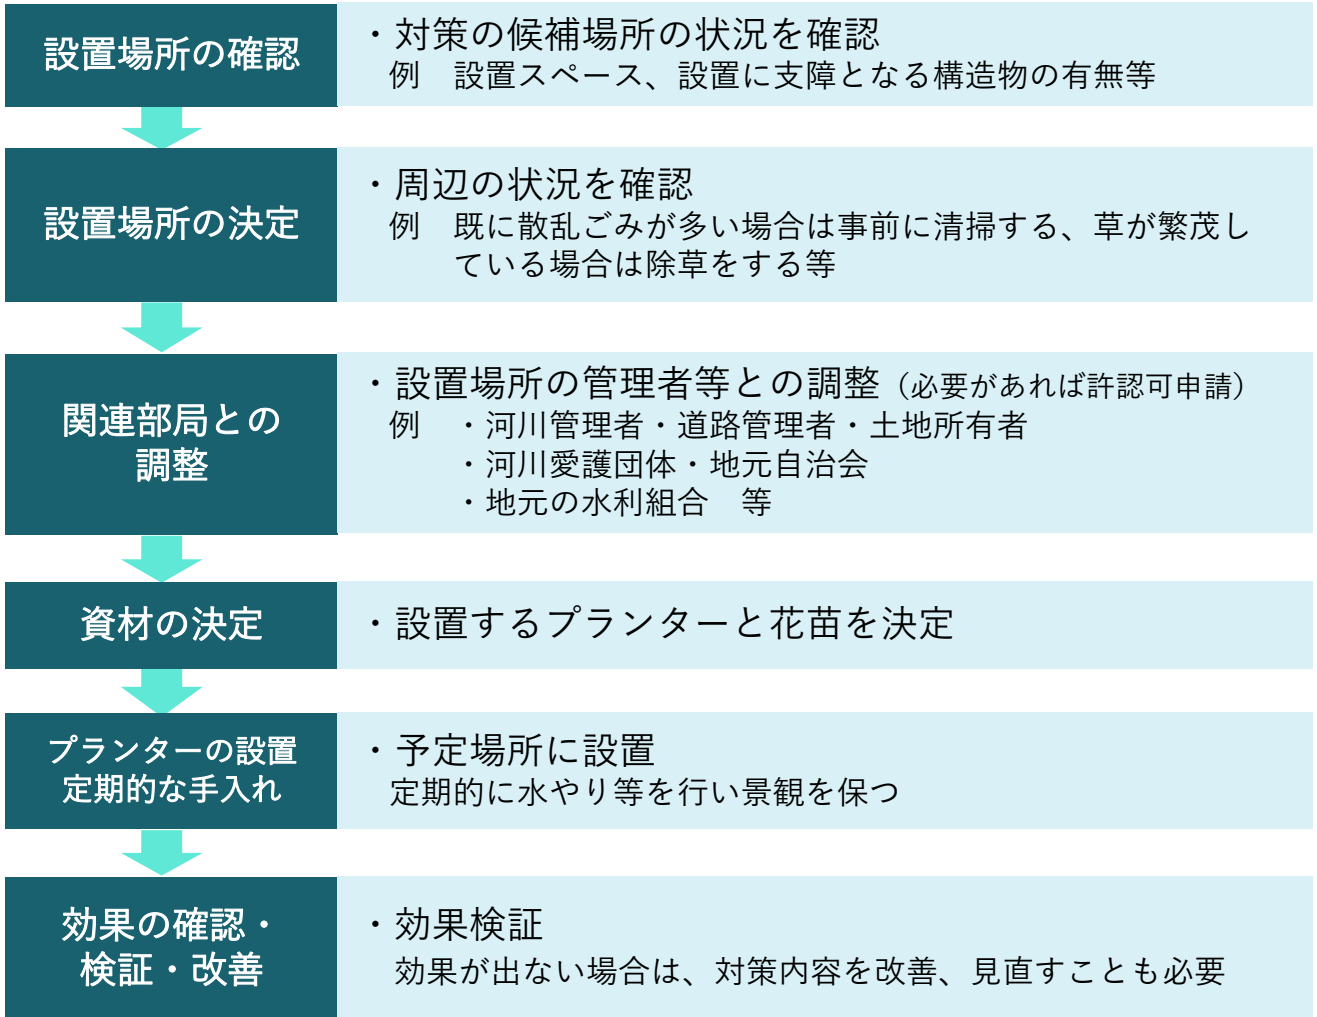 設置場所の確認
・対策の候補場所の状況を確認
例　設置スペース、設置に支障となる構造物の有無等
設置場所の決定
・周辺の状況を確認
例　既に散乱ごみが多い場合は事前に清掃する、草が繁茂し
ている場合は除草をする等
関連部局との
調整
・設置場所の管理者等との調整（必要があれば許認可申請）
例　・河川管理者・道路管理者・土地所有者
・河川愛護団体・地元自治会
・地元の水利組合　等
資材の決定
・設置するプランターと花苗を決定
プランターの設置
定期的な手入れ
・予定場所に設置
定期的に水やり等を行い景観を保つ
効果の確認・
検証・改善
・効果検証
効果が出ない場合は、対策内容を改善、見直すことも必要